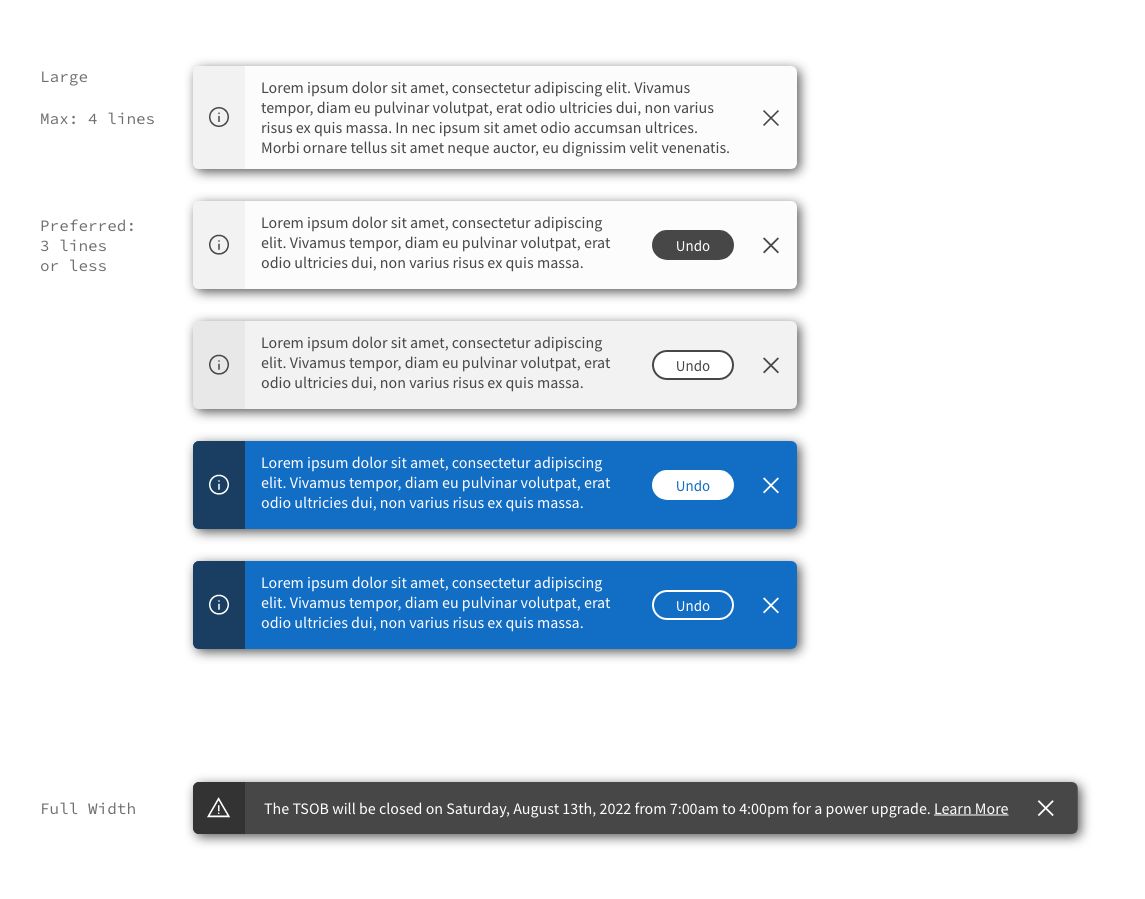 Large
Max: 4 lines
Lorem ipsum dolor sit amet, consectetur adipiscing elit. Vivamus
tempor, diam eu pulvinar volutpat, erat odio ultricies dui, non varius
risus ex quis massa. In nec ipsum sit amet odio accumsan ultrices.
Morbi ornare tellus sit amet neque auctor, eu dignissim velit venenatis.
Preferred:
3 lines
or less
Lorem ipsum dolor sit amet, consectetur adipiscing
elit. Vivamus tempor, diam eu pulvinar volutpat, erat
odio ultricies dui, non varius risus ex quis massa.
Undo
Lorem ipsum dolor sit amet, consectetur adipiscing
elit. Vivamus tempor, diam eu pulvinar volutpat, erat
odio ultricies dui, non varius risus ex quis massa.
Undo
Lorem ipsum dolor sit amet, consectetur adipiscing
elit. Vivamus tempor, diam eu pulvinar volutpat, erat
odio ultricies dui, non varius risus ex quis massa.
Undo
Lorem ipsum dolor sit amet, consectetur adipiscing
elit. Vivamus tempor, diam eu pulvinar volutpat, erat
odio ultricies dui, non varius risus ex quis massa.
Undo
Full Width
The TSOB will be closed on Saturday, August 13th, 2022 from 7:00am to 4:00pm for a power upgrade. Learn More